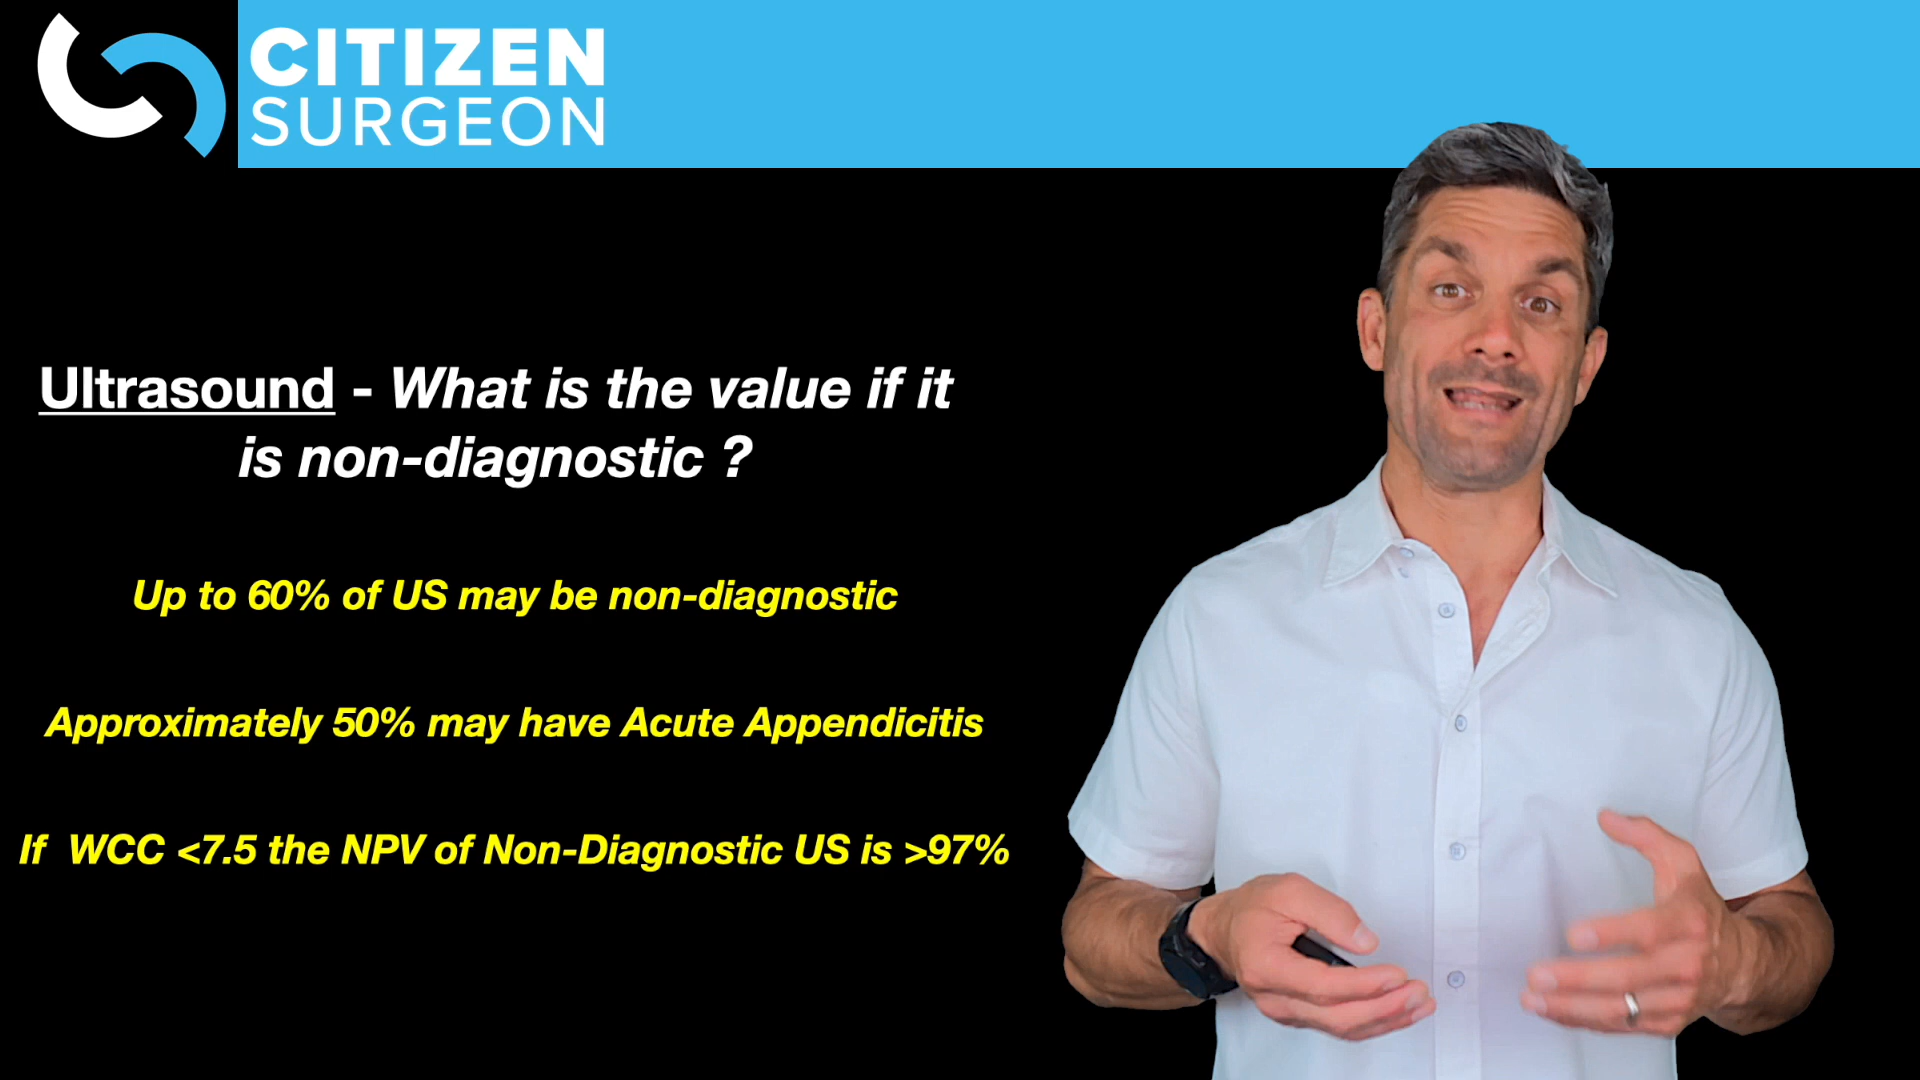 CITIZEN
SURGEON
Ultrasound - What is the value if it
is non-diagnostic ?
Up to 60% of US may be non-diagnostic
Approximately 50% may have Acute Appendicitis
If WCC <7.5 the NPV of Non-Diagnostic US is >97%